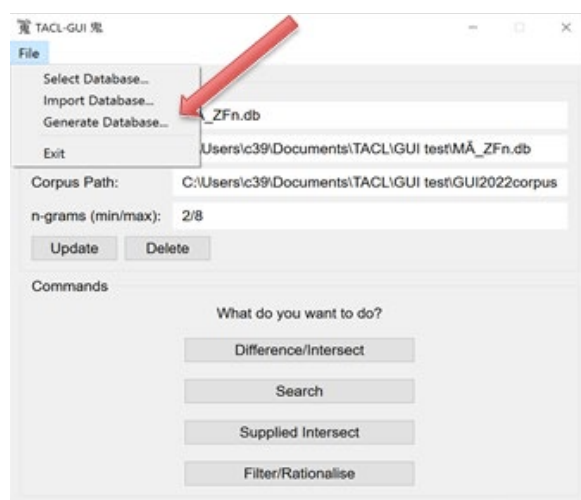 TACL-GUI 鬼
File
Select Database...
Import Database...
Generate Database...
Exit
_ZFn.db
\Users\c39\Documents\TACL\GUI test\MĂ_ZFn.db
Corpus Path: C:\Users\c39\Documents\TACL\GUI test\GUI2022corpus
n-grams (min/max): 2/8
Update Delete
Commands
What do you want to do?
Difference/Intersect
Search
Supplied Intersect
Filter/Rationalise